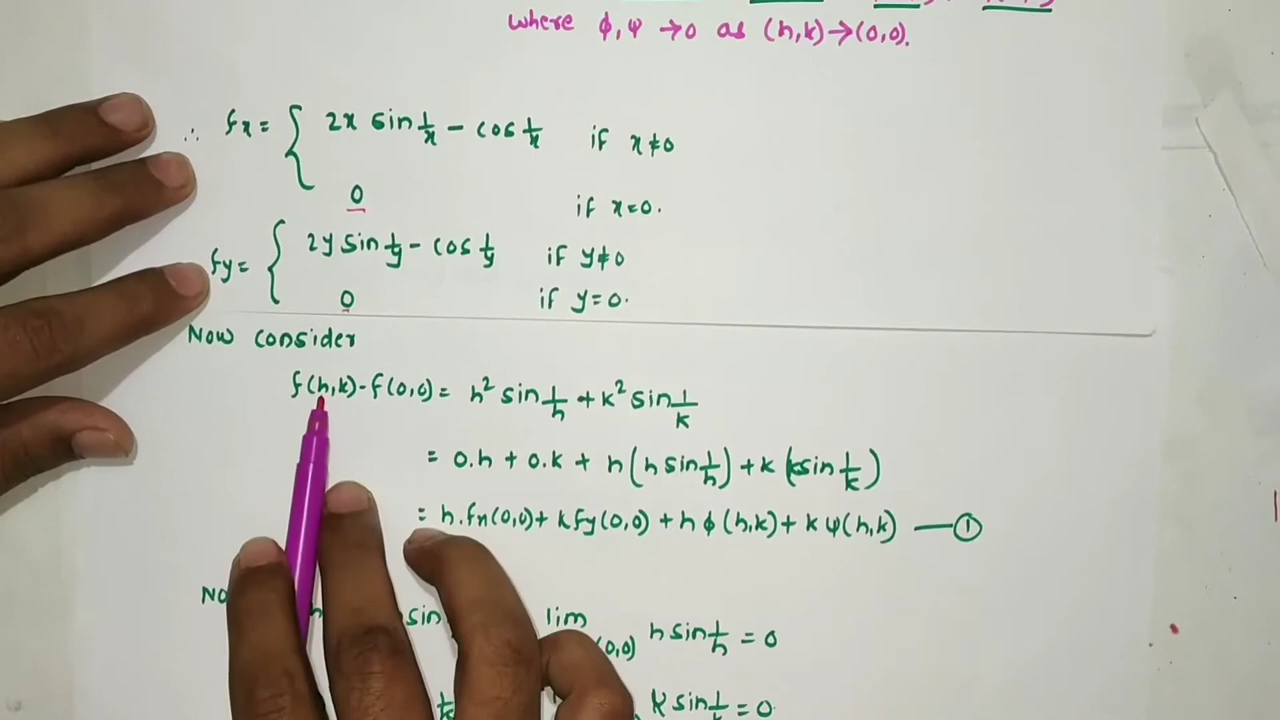 where φ, ψ → 0 as (h,k)→(0,0).
∴ fx = { 2x sin 1/x - cos 1/x if x≠0
0 if x=0.
fy = { 2y sin 1/y - cos 1/y if y≠0
0 if y=0.
Now consider
f(h,k)-f(0,0) = h² sin 1/h + k² sin 1/k
= 0.h + 0.k + h(h sin 1/h) + k(k sin 1/k)
= h.fx(0,0) + k fy(0,0) + h φ(h,k) + k ψ(h,k) — ①
sin lim (0,0) h sin 1/h = 0
k sin 1/k = 0